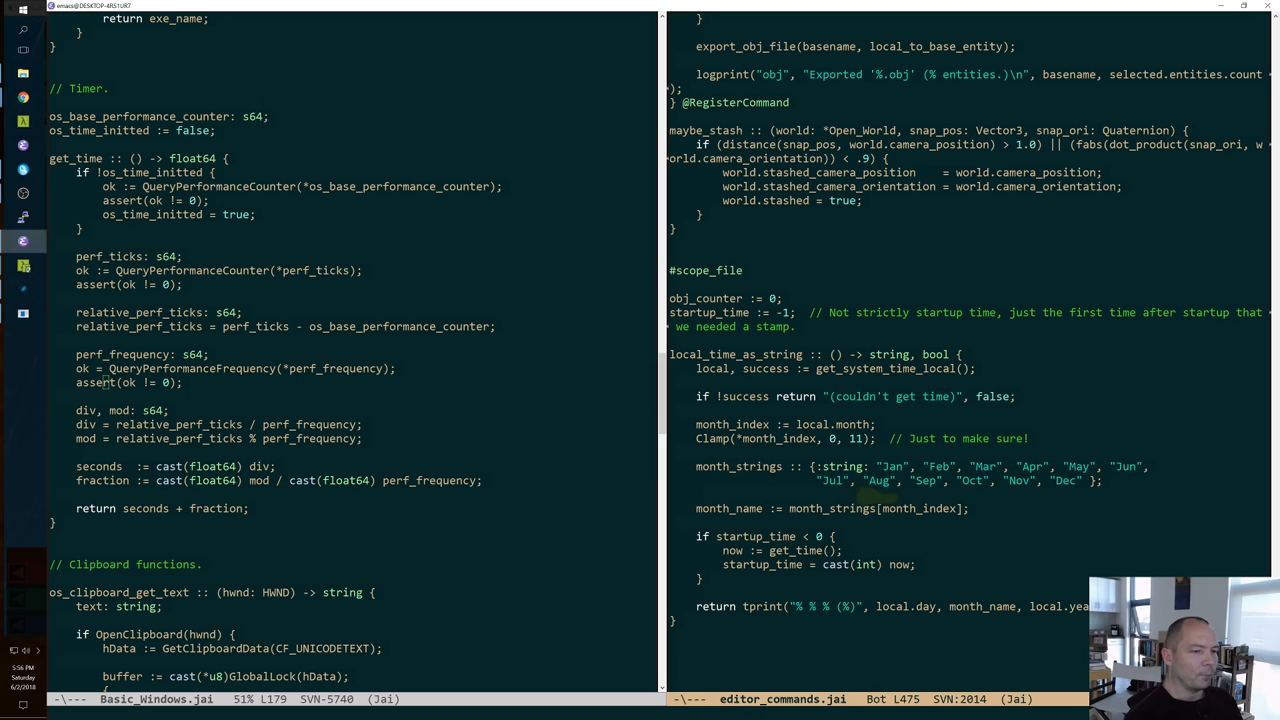 emacs@DESKTOP-4RS1UR7
return exe_name;
}
}
// Timer.
os_base_performance_counter: s64;
os_time_initted := false;
get_time :: () -> float64 {
if !os_time_initted {
ok := QueryPerformanceCounter(*os_base_performance_counter);
assert(ok != 0);
os_time_initted = true;
}
perf_ticks: s64;
ok := QueryPerformanceCounter(*perf_ticks);
assert(ok != 0);
relative_perf_ticks: s64;
relative_perf_ticks = perf_ticks - os_base_performance_counter;
perf_frequency: s64;
ok = QueryPerformanceFrequency(*perf_frequency);
assert(ok != 0);
div, mod: s64;
div = relative_perf_ticks / perf_frequency;
mod = relative_perf_ticks % perf_frequency;
seconds  := cast(float64) div;
fraction := cast(float64) mod / cast(float64) perf_frequency;
return seconds + fraction;
}
// Clipboard functions.
os_clipboard_get_text :: (hwnd: HWND) -> string {
text: string;
if OpenClipboard(hwnd) {
hData := GetClipboardData(CF_UNICODETEXT);
buffer := cast(*u8)GlobalLock(hData);
{
-\--- Basic_Windows.jai 51% L179 SVN-5740 (Jai)
}
export_obj_file(basename, local_to_base_entity);
logprint("obj", "Exported '%.obj' (% entities.)\n", basename, selected.entities.count
);
} @RegisterCommand
maybe_stash :: (world: *Open_World, snap_pos: Vector3, snap_ori: Quaternion) {
if (distance(snap_pos, world.camera_position) > 1.0) || (fabs(dot_product(snap_ori, w
orld.camera_orientation)) < .9) {
world.stashed_camera_position    = world.camera_position;
world.stashed_camera_orientation = world.camera_orientation;
world.stashed = true;
}
}
#scope_file
obj_counter := 0;
startup_time := -1;  // Not strictly startup time, just the first time after startup that
we needed a stamp.
local_time_as_string :: () -> string, bool {
local, success := get_system_time_local();
if !success return "(couldn't get time)", false;
month_index := local.month;
Clamp(*month_index, 0, 11);  // Just to make sure!
month_strings :: {:string: "Jan", "Feb", "Mar", "Apr", "May", "Jun",
"Jul", "Aug", "Sep", "Oct", "Nov", "Dec" };
month_name := month_strings[month_index];
if startup_time < 0 {
now := get_time();
startup_time = cast(int) now;
}
return tprint("% % % (%)", local.day, month_name, local.yea
}
-\--- editor_commands.jai Bot L475 SVN:2014 (Jai)
5:56 PM
Saturday
6/2/2018